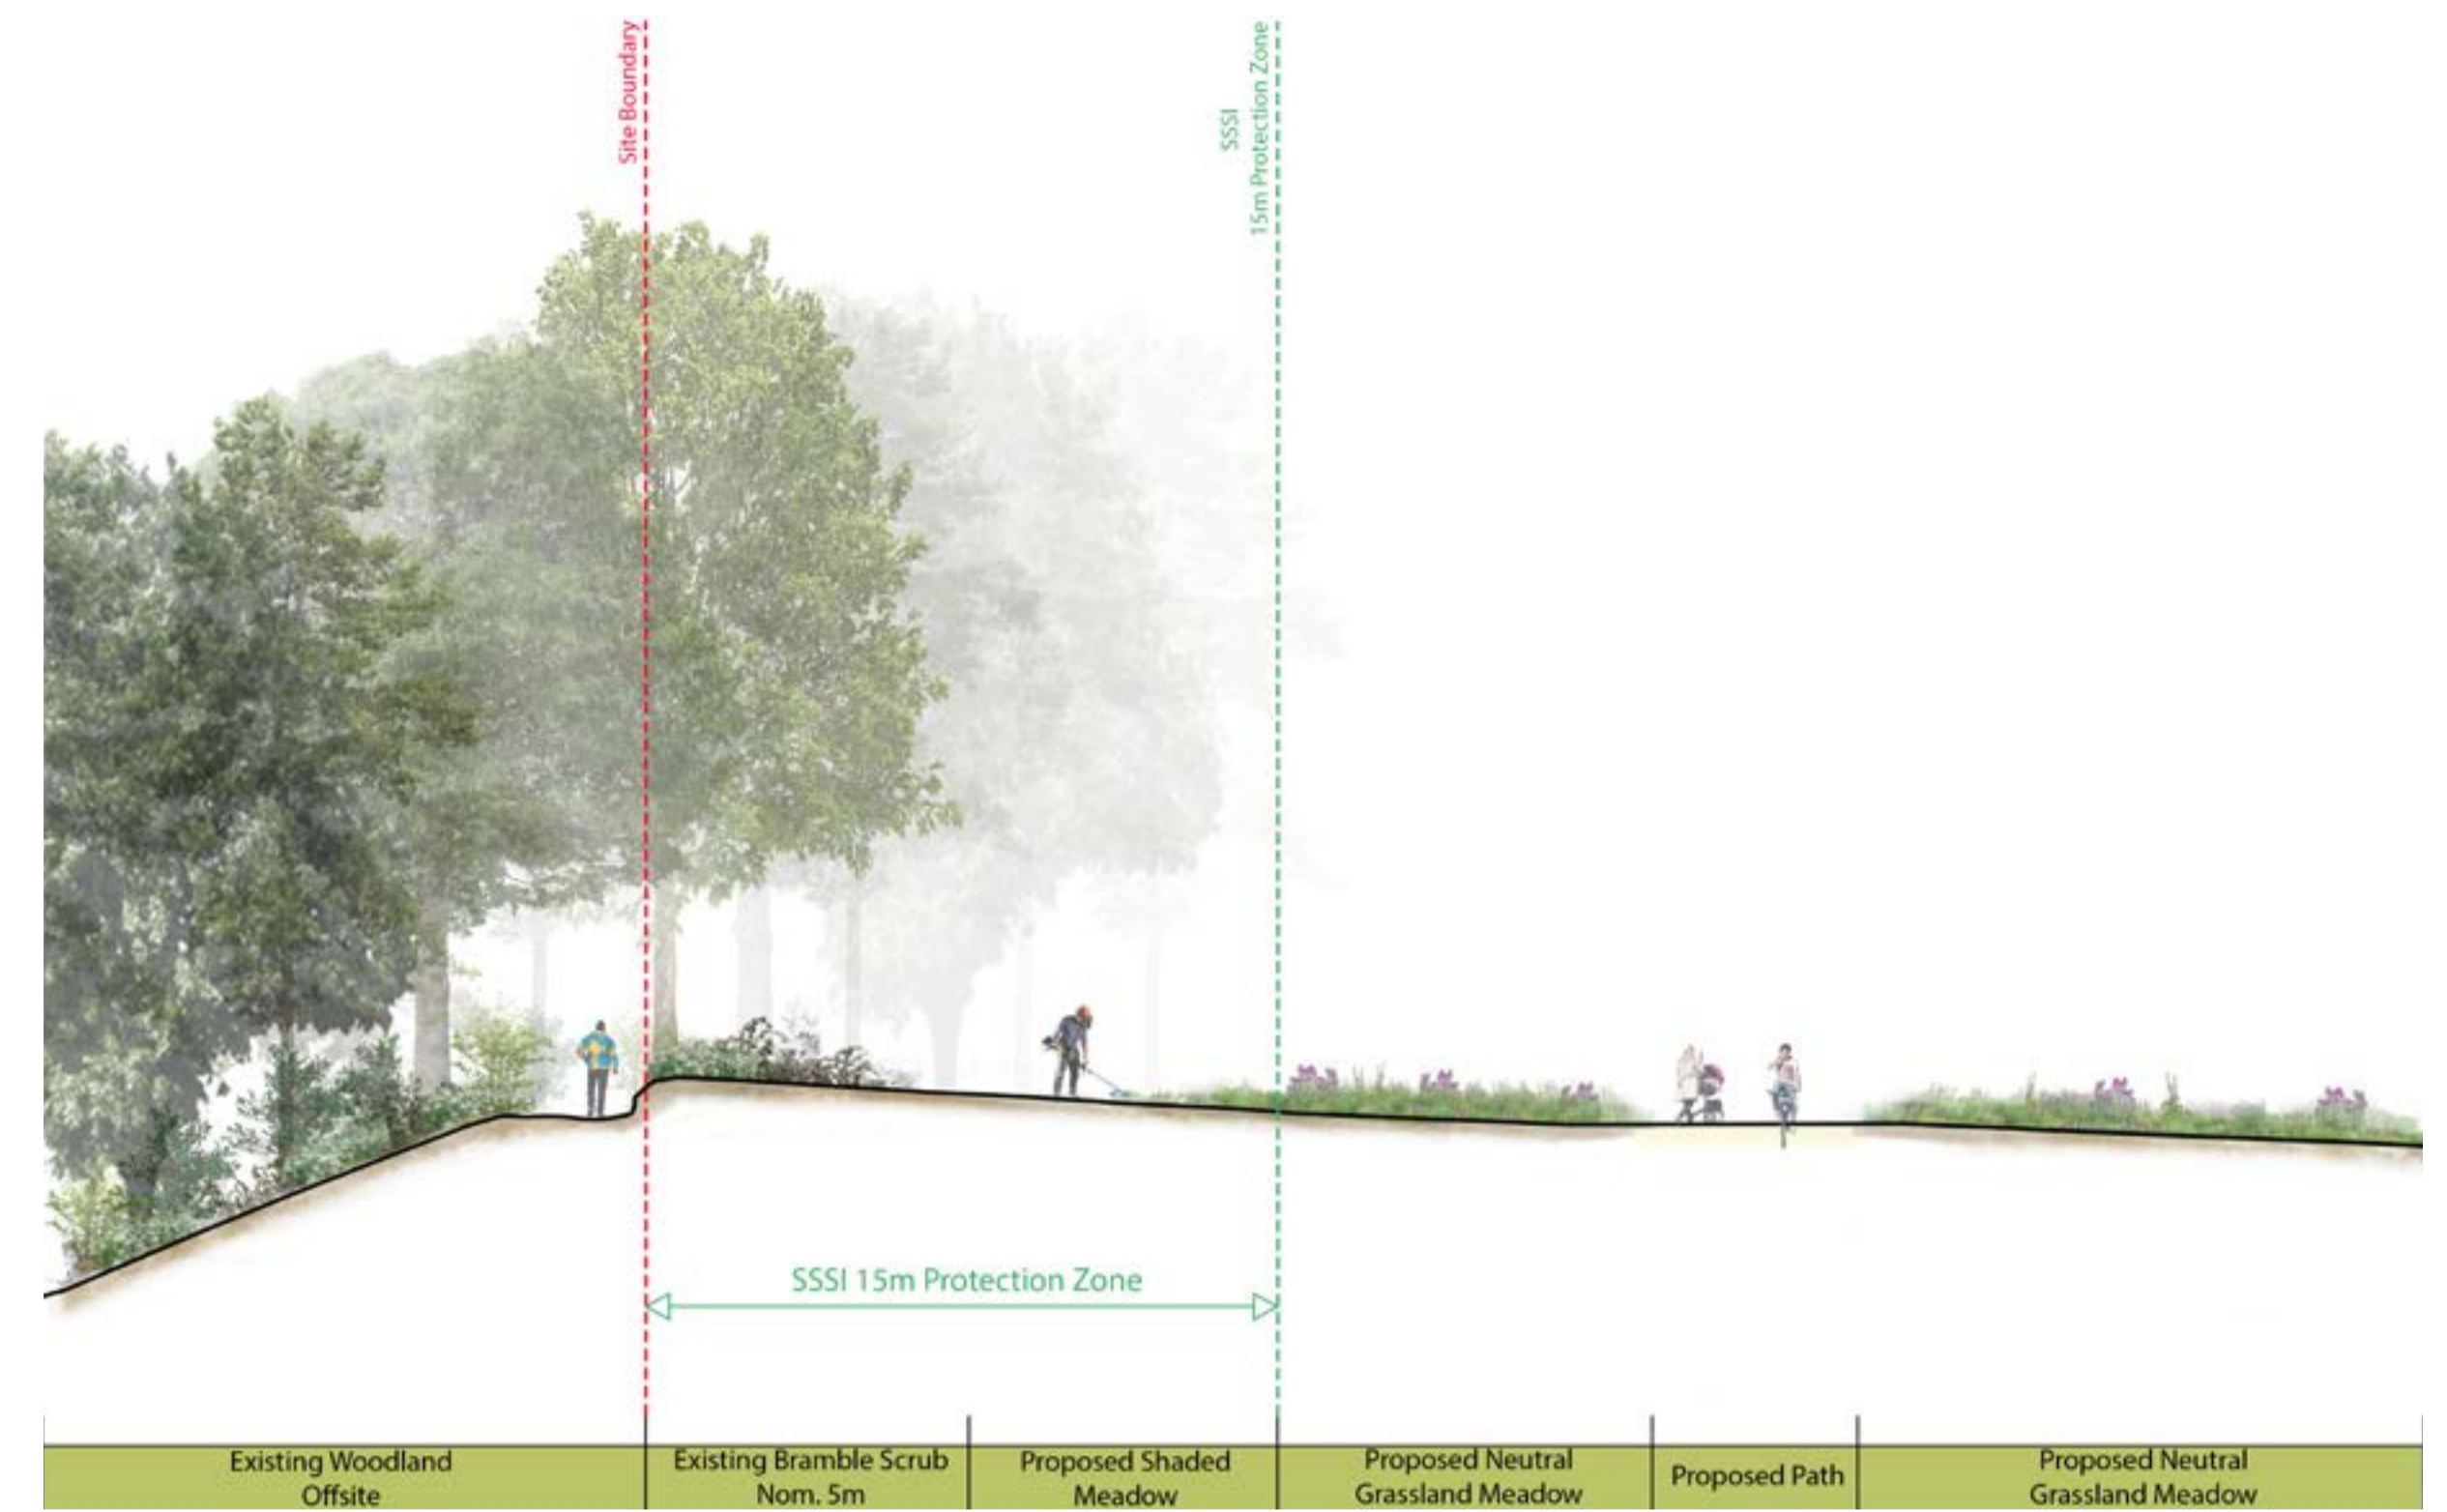 Site Boundary
SSSI
15m Protection Zone
SSSI 15m Protection Zone
Existing Woodland
Offsite
Existing Bramble Scrub
Nom. 5m
Proposed Shaded
Meadow
Proposed Neutral
Grassland Meadow
Proposed Path
Proposed Neutral
Grassland Meadow